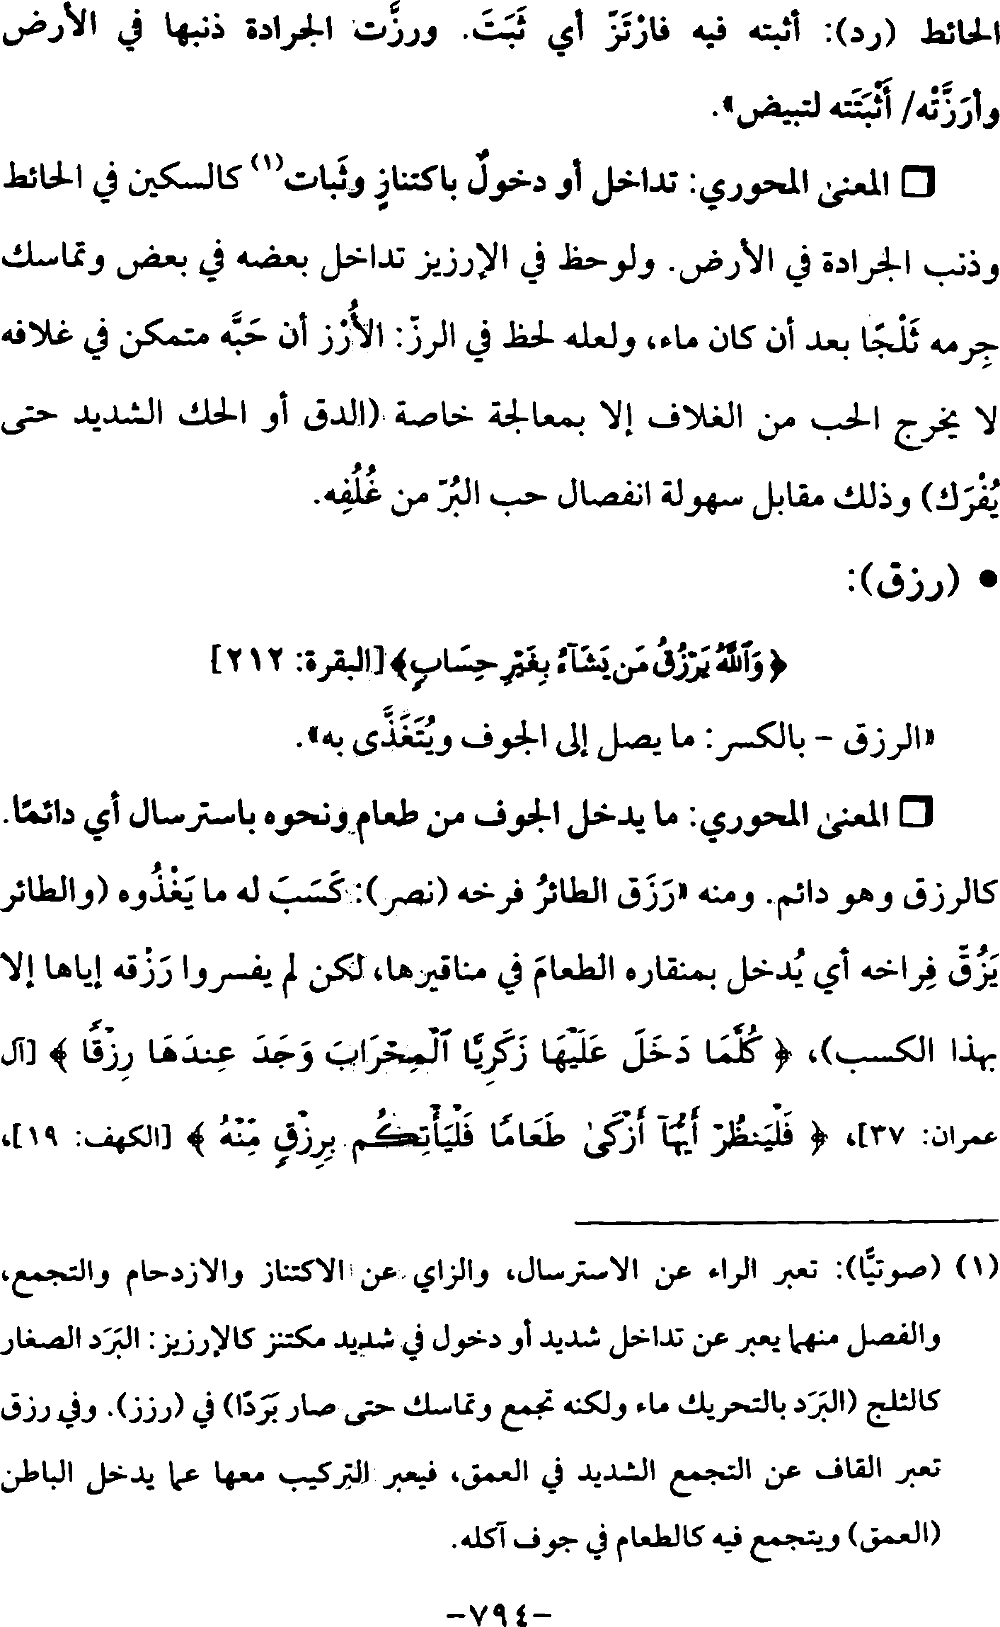 الحائط (رد): أثبته فيه فارْتَزّ أي ثَبَتَ. ورزَّت الجرادة ذنبها في الأرض
وأرَزَّتْه/ أَثْبَتَته لتبيض».
□ المعنى المحوري: تداخل أو دخولٌ باكتنازٍ وثَبات(١) كالسكين في الحائط
وذنب الجرادة في الأرض. ولوحظ في الإرزيز تداخل بعضه في بعض وتماسك
جِرمه ثَلْجًا بعد أن كان ماء، ولعله لحظ في الرزّ: الأُرْز أن حَبَّه متمكن في غلافه
لا يخرج الحب من الغلاف إلا بمعالجة خاصة (الدق أو الحك الشديد حتى
يُفْرَك) وذلك مقابل سهولة انفصال حب البُرّ من غُلُفِه.
• (رزق):
﴿وَٱللَّهُ يَرْزُقُ مَن يَشَآءُ بِغَيْرِ حِسَابٍ﴾ [البقرة: ٢١٢]
«الرزق - بالكسر: ما يصل إلى الجوف ويُتَغَذَّى به».
□ المعنى المحوري: ما يدخل الجوف من طعام ونحوه باسترسال أي دائمًا.
كالرزق وهو دائم. ومنه «رَزَق الطائرُ فرخه (نصر): كَسَبَ له ما يَغْذُوه (والطائر
يَزُقّ فِراخه أي يُدخل بمنقاره الطعامَ في مناقيرها، لكن لم يفسروا رَزْقه إياها إلا
بهذا الكسب)، ﴿كُلَّمَا دَخَلَ عَلَيْهَا زَكَرِيَّا ٱلْمِحْرَابَ وَجَدَ عِندَهَا رِزْقًا﴾ [آل
عمران: ٣٧]، ﴿فَلْيَنظُرْ أَيُّهَآ أَزْكَىٰ طَعَامًا فَلْيَأْتِكُم بِرِزْقٍ مِّنْهُ﴾ [الكهف: ١٩]،
(١) (صوتيًّا): تعبر الراء عن الاسترسال، والزاي عن الاكتناز والازدحام والتجمع،
والفصل منهما يعبر عن تداخل شديد أو دخول في شديد مكتنز كالإرزيز: البَرَد الصغار
كالثلج (البَرَد بالتحريك ماء ولكنه تجمع وتماسك حتى صار بَرَدًا) في (رزز). وفي رزق
تعبر القاف عن التجمع الشديد في العمق، فيعبر التركيب معها عما يدخل الباطن
(العمق) ويتجمع فيه كالطعام في جوف آكله.
-٧٩٤-